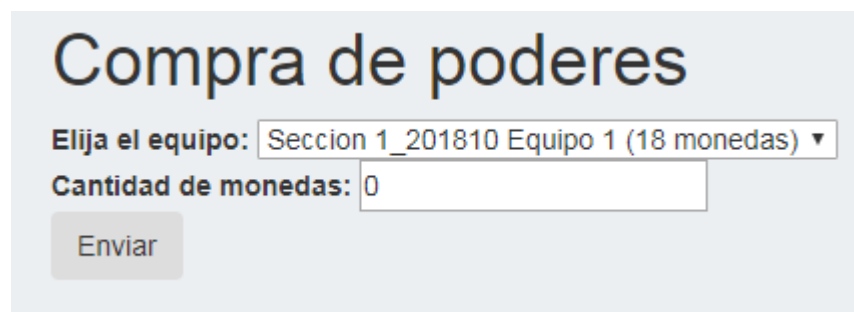 Compra de poderes
Elija el equipo: Seccion 1_201810 Equipo 1 (18 monedas)
Cantidad de monedas: 0
Enviar